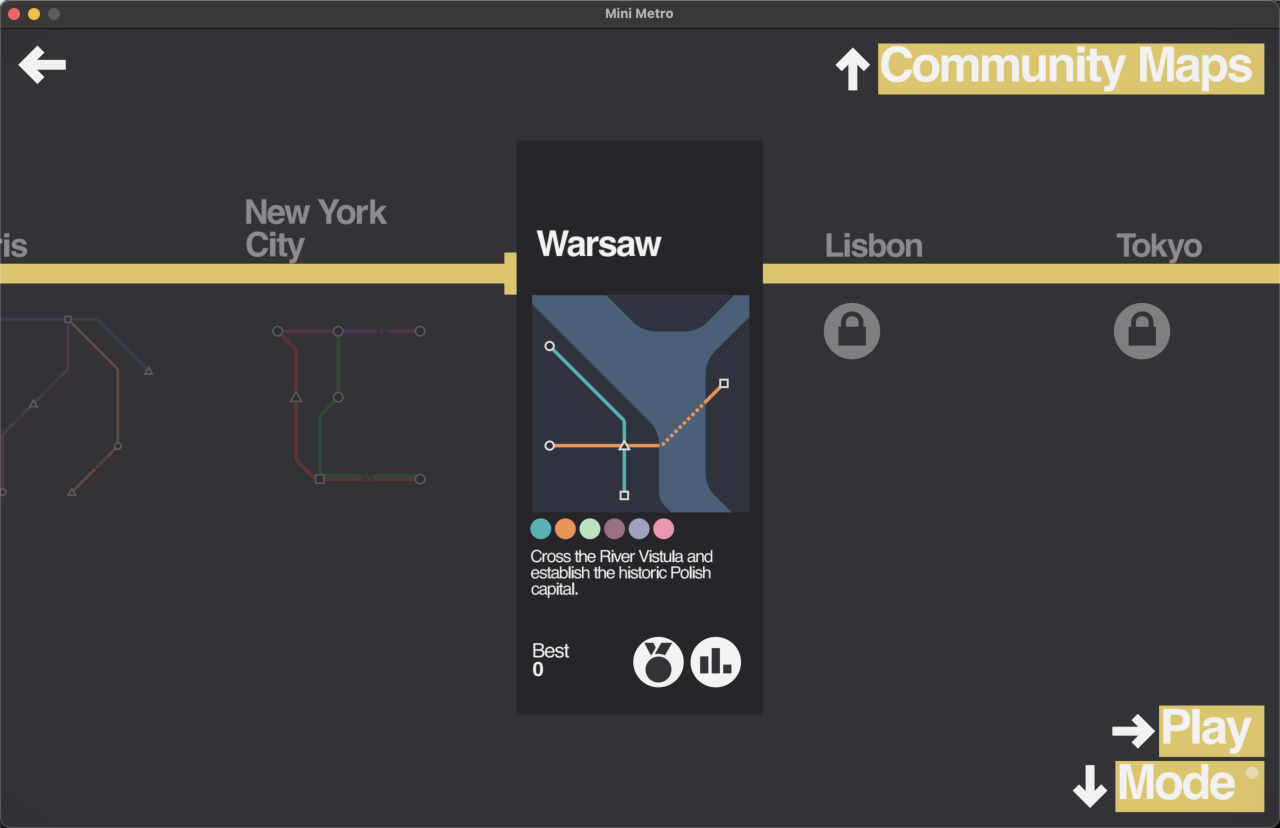 Mini Metro
Community Maps
ris
New York
City
Warsaw
Lisbon
Tokyo
Cross the River Vistula and
establish the historic Polish
capital.
Best
0
Play
Mode